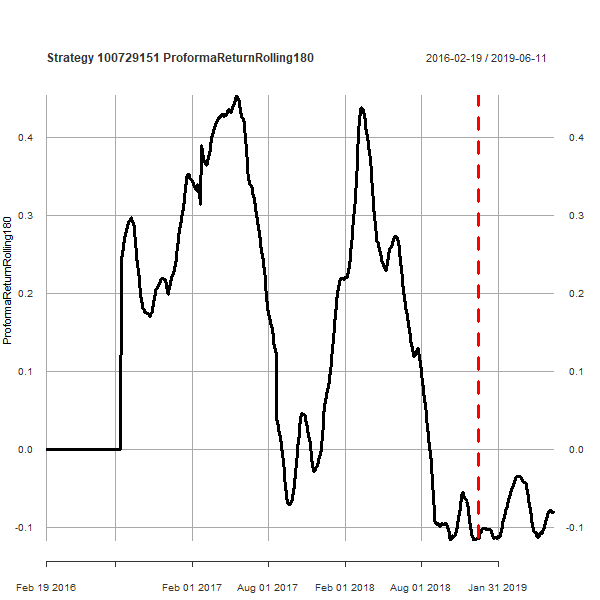 Strategy 100729151 ProformaReturnRolling180
2016-02-19 / 2019-06-11
ProformaReturnRolling180
0.4 0.4
0.3 0.3
0.2 0.2
0.1 0.1
0.0 0.0
-0.1 -0.1
Feb 19 2016 Feb 01 2017 Aug 01 2017 Feb 01 2018 Aug 01 2018 Jan 31 2019